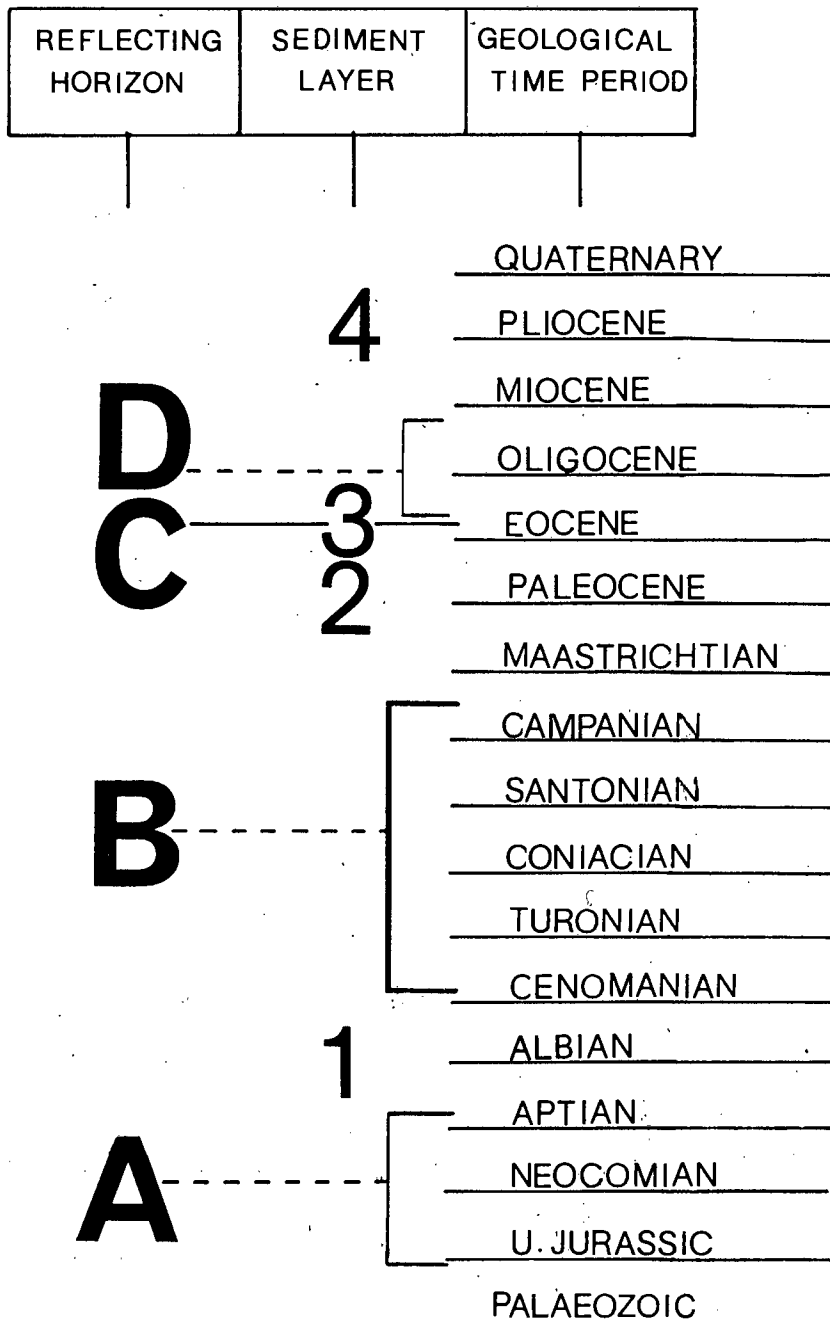 REFLECTING HORIZON
SEDIMENT LAYER
GEOLOGICAL TIME PERIOD
QUATERNARY
4
PLIOCENE
MIOCENE
D
OLIGOCENE
C
3
EOCENE
2
PALEOCENE
MAASTRICHTIAN
CAMPANIAN
SANTONIAN
B
CONIACIAN
TURONIAN
CENOMANIAN
1
ALBIAN
APTIAN
A
NEOCOMIAN
U. JURASSIC
PALAEOZOIC